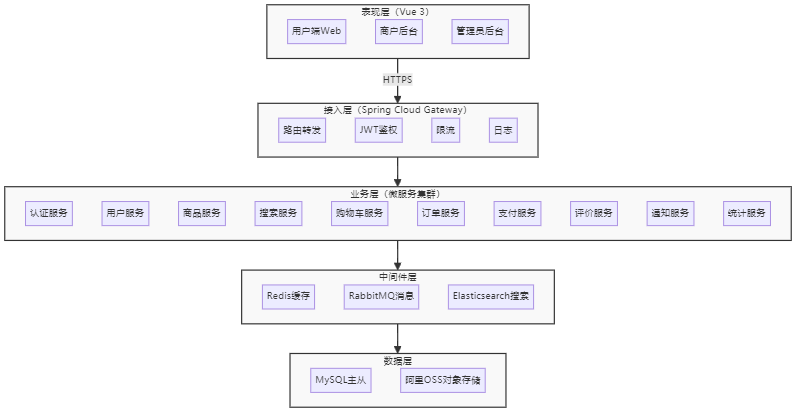 表现层（Vue 3）
用户端Web 商户后台 管理员后台
HTTPS
接入层（Spring Cloud Gateway）
路由转发 JWT鉴权 限流 日志
业务层（微服务集群）
认证服务 用户服务 商品服务 搜索服务 购物车服务 订单服务 支付服务 评价服务 通知服务 统计服务
中间件层
Redis缓存 RabbitMQ消息 Elasticsearch搜索
数据层
MySQL主从 阿里OSS对象存储